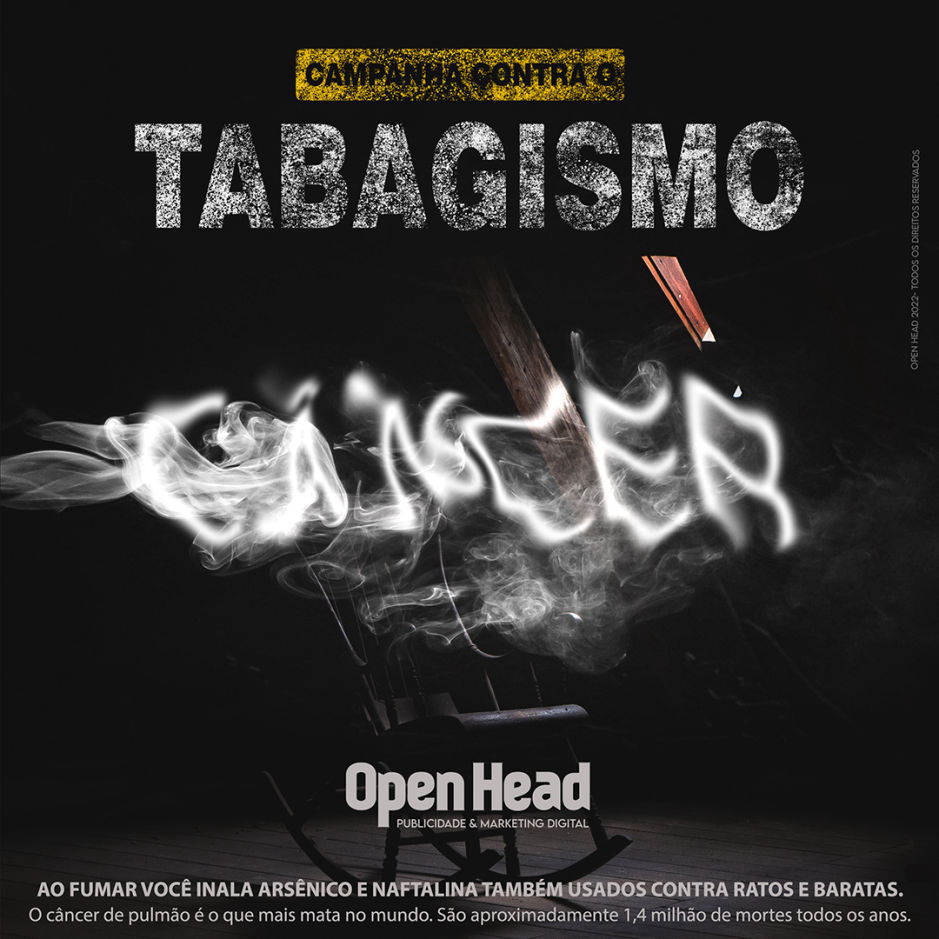 CAMPANHA CONTRA O
TABAGISMO
OPEN HEAD 2022- TODOS OS DIREITOS RESERVADOS
CÂNCER
Open Head
PUBLICIDADE & MARKETING DIGITAL
AO FUMAR VOCÊ INALA ARSÊNICO E NAFTALINA TAMBÉM USADOS CONTRA RATOS E BARATAS.
O câncer de pulmão é o que mais mata no mundo. São aproximadamente 1,4 milhão de mortes todos os anos.